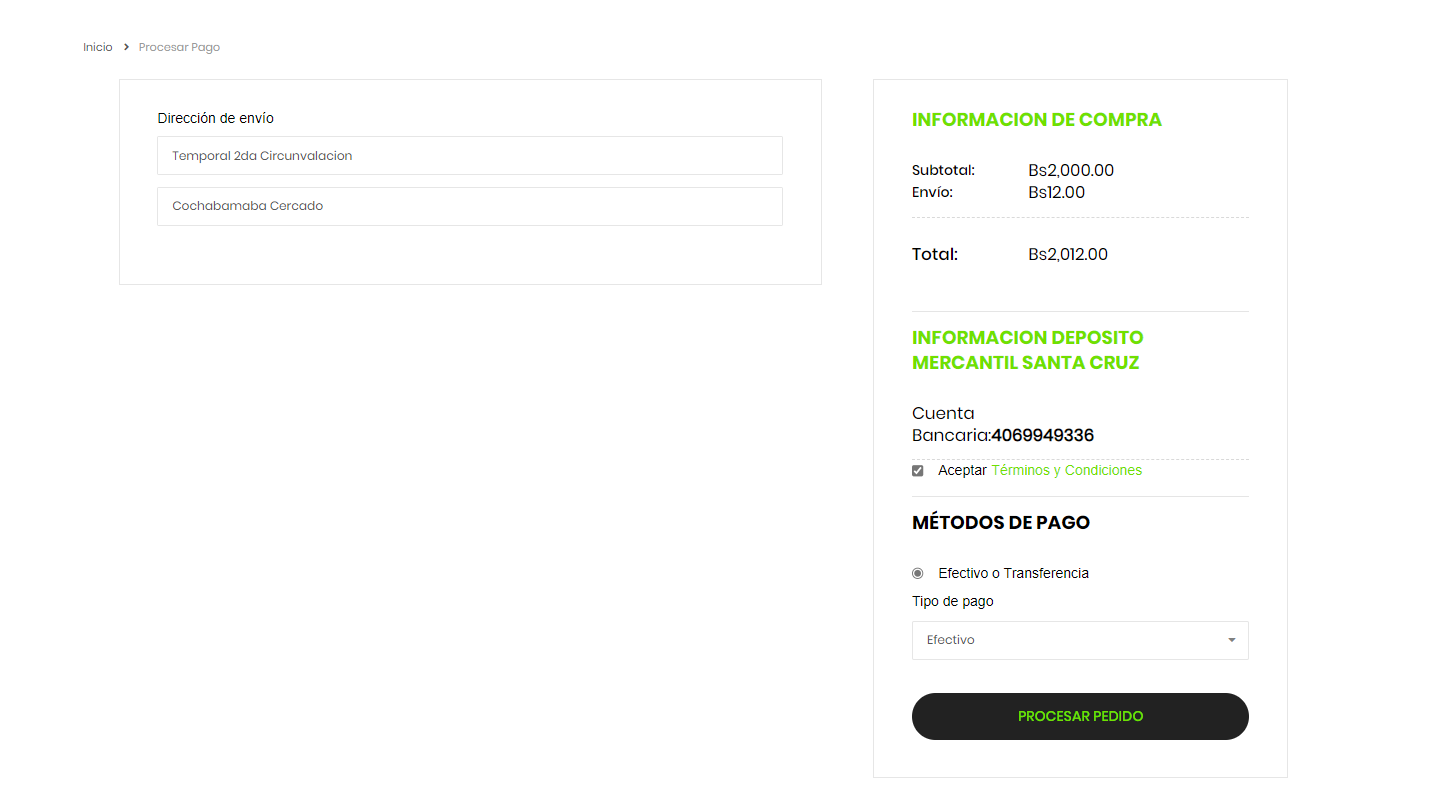 Inicio > Procesar Pago
Dirección de envío
Temporal 2da Circunvalacion
Cochabamaba Cercado
INFORMACION DE COMPRA
Subtotal: Bs2,000.00
Envío: Bs12.00
Total: Bs2,012.00
INFORMACION DEPOSITO
MERCANTIL SANTA CRUZ
Cuenta
Bancaria:4069949336
Aceptar Términos y Condiciones
MÉTODOS DE PAGO
Efectivo o Transferencia
Tipo de pago
Efectivo
PROCESAR PEDIDO